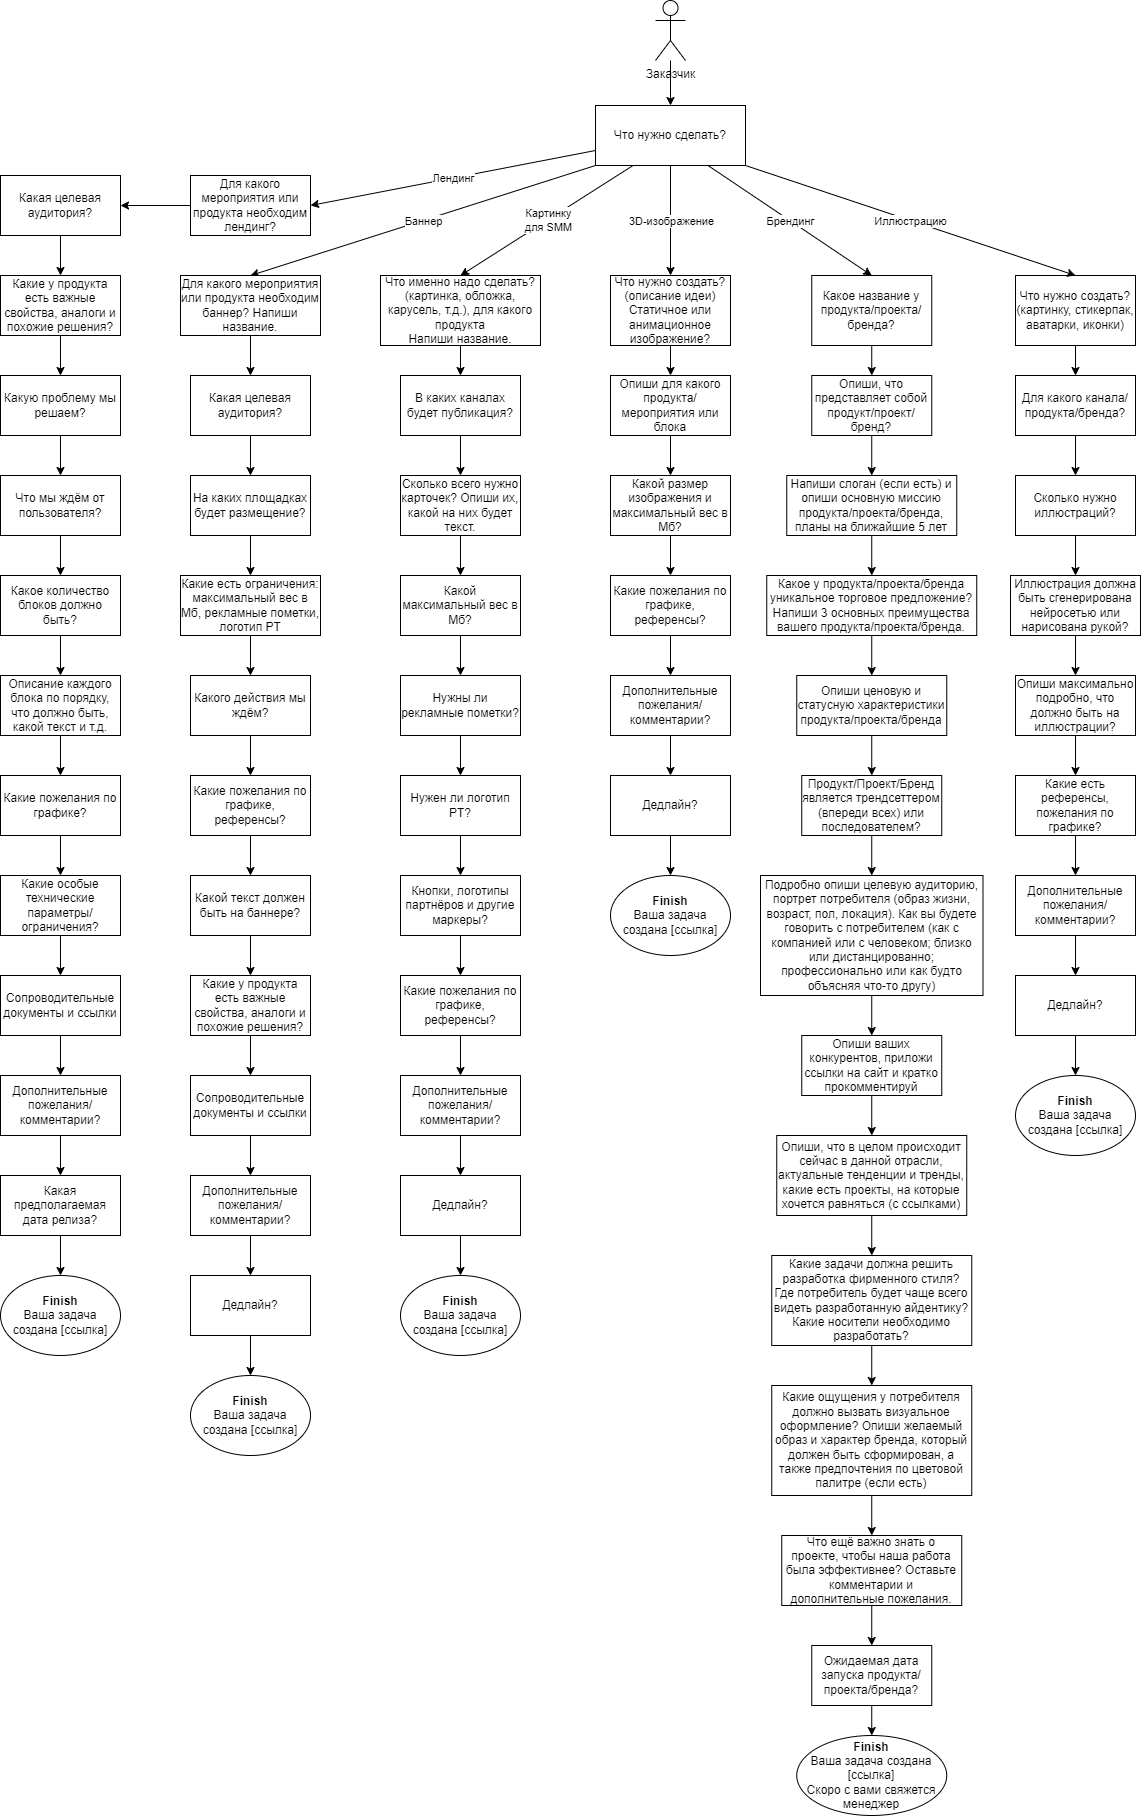 Заказчик
Что нужно сделать?
Лендинг
Баннер
Картинку
для SMM
3D-изображение
Брендинг
Иллюстрацию
Для какого
мероприятия или
продукта необходим
лендинг?
Какая целевая
аудитория?
Какие у продукта
есть важные
свойства, аналоги и
похожие решения?
Какую проблему мы
решаем?
Что мы ждём от
пользователя?
Какое количество
блоков должно
быть?
Описание каждого
блока по порядку,
что должно быть,
какой текст и т.д.
Какие пожелания по
графике?
Какие особые
технические
параметры/
ограничения?
Сопроводительные
документы и ссылки
Дополнительные
пожелания/
комментарии?
Какая
предполагаемая
дата релиза?
Finish
Ваша задача
создана [ссылка]
Для какого мероприятия
или продукта необходим
баннер? Напиши
название.
Какая целевая
аудитория?
На каких площадках
будет размещение?
Какие есть ограничения:
максимальный вес в
Мб, рекламные пометки,
логотип РТ
Какого действия мы
ждём?
Какие пожелания по
графике,
референсы?
Какой текст должен
быть на баннере?
Какие у продукта
есть важные
свойства, аналоги и
похожие решения?
Сопроводительные
документы и ссылки
Дополнительные
пожелания/
комментарии?
Дедлайн?
Finish
Ваша задача
создана [ссылка]
Что именно надо сделать?
(картинка, обложка,
карусель, т.д.), для какого
продукта
Напиши название.
В каких каналах
будет публикация?
Сколько всего нужно
карточек? Опиши их,
какой на них будет
текст.
Какой
максимальный вес в
Мб?
Нужны ли
рекламные пометки?
Нужен ли логотип
РТ?
Кнопки, логотипы
партнёров и другие
маркеры?
Какие пожелания по
графике,
референсы?
Дополнительные
пожелания/
комментарии?
Дедлайн?
Finish
Ваша задача
создана [ссылка]
Что нужно создать?
(описание идеи)
Статичное или
анимационное
изображение?
Опиши для какого
продукта/
мероприятия или
блока
Какой размер
изображения и
максимальный вес в
Мб?
Какие пожелания по
графике,
референсы?
Дополнительные
пожелания/
комментарии?
Дедлайн?
Finish
Ваша задача
создана [ссылка]
Какое название у
продукта/проекта/
бренда?
Опиши, что
представляет собой
продукт/проект/
бренд?
Напиши слоган (если есть) и
опиши основную миссию
продукта/проекта/бренда,
планы на ближайшие 5 лет
Какое у продукта/проекта/бренда
уникальное торговое предложение?
Напиши 3 основных преимущества
вашего продукта/проекта/бренда.
Опиши ценовую и
статусную характеристики
продукта/проекта/бренда
Продукт/Проект/Бренд
является трендсеттером
(впереди всех) или
последователем?
Подробно опиши целевую аудиторию,
портрет потребителя (образ жизни,
возраст, пол, локация). Как вы будете
говорить с потребителем (как с
компанией или с человеком; близко
или дистанцированно;
профессионально или как будто
объясняя что-то другу)
Опиши ваших
конкурентов, приложи
ссылки на сайт и кратко
прокомментируй
Опиши, что в целом происходит
сейчас в данной отрасли,
актуальные тенденции и тренды,
какие есть проекты, на которые
хочется равняться (с ссылками)
Какие задачи должна решить
разработка фирменного стиля?
Где потребитель будет чаще всего
видеть разработанную айдентику?
Какие носители необходимо
разработать?
Какие ощущения у потребителя
должно вызвать визуальное
оформление? Опиши желаемый
образ и характер бренда, который
должен быть сформирован, а
также предпочтения по цветовой
палитре (если есть)
Что ещё важно знать о
проекте, чтобы наша работа
была эффективнее? Оставьте
комментарии и
дополнительные пожелания.
Ожидаемая дата
запуска продукта/
проекта/бренда?
Finish
Ваша задача создана
[ссылка]
Скоро с вами свяжется
менеджер
Что нужно создать?
(картинку, стикерпак,
аватарки, иконки)
Для какого канала/
продукта/бренда?
Сколько нужно
иллюстраций?
Иллюстрация должна
быть сгенерирована
нейросетью или
нарисована рукой?
Опиши максимально
подробно, что
должно быть на
иллюстрации?
Какие есть
референсы,
пожелания по
графике?
Дополнительные
пожелания/
комментарии?
Дедлайн?
Finish
Ваша задача
создана [ссылка]